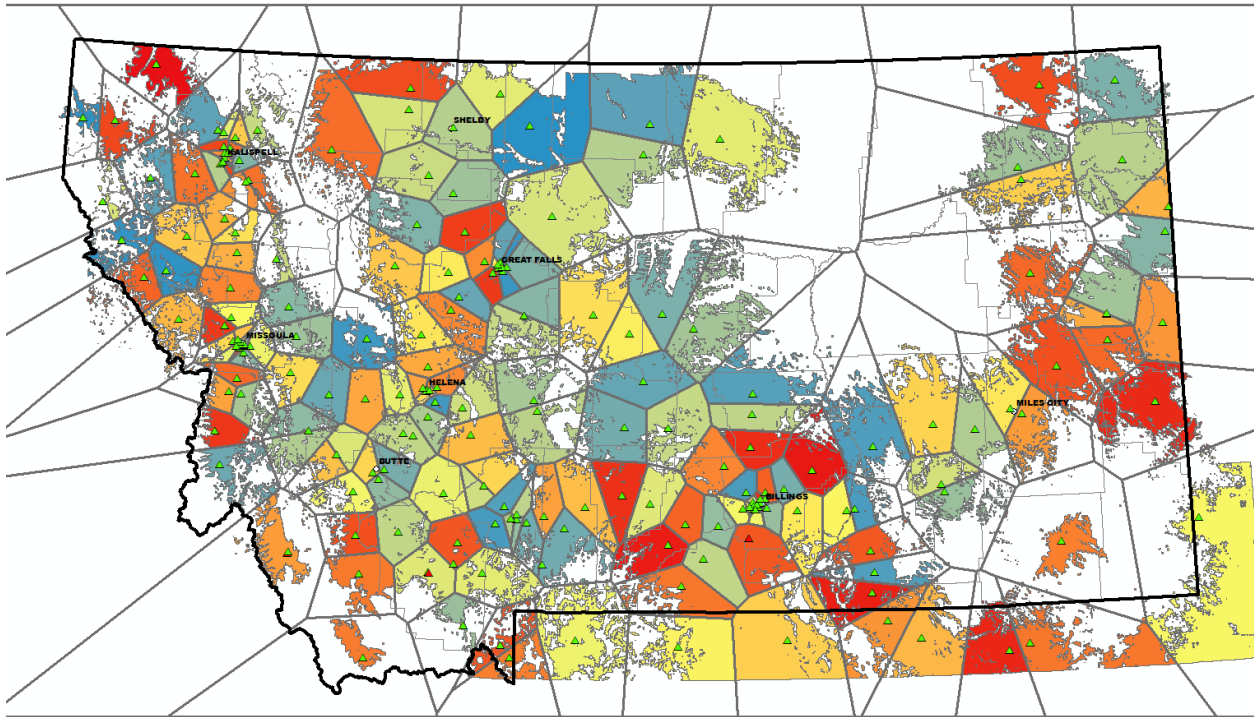 SHELBY
KALISPELL
GREAT FALLS
MISSOULA
HELENA
MILES CITY
BUTTE
BILLINGS